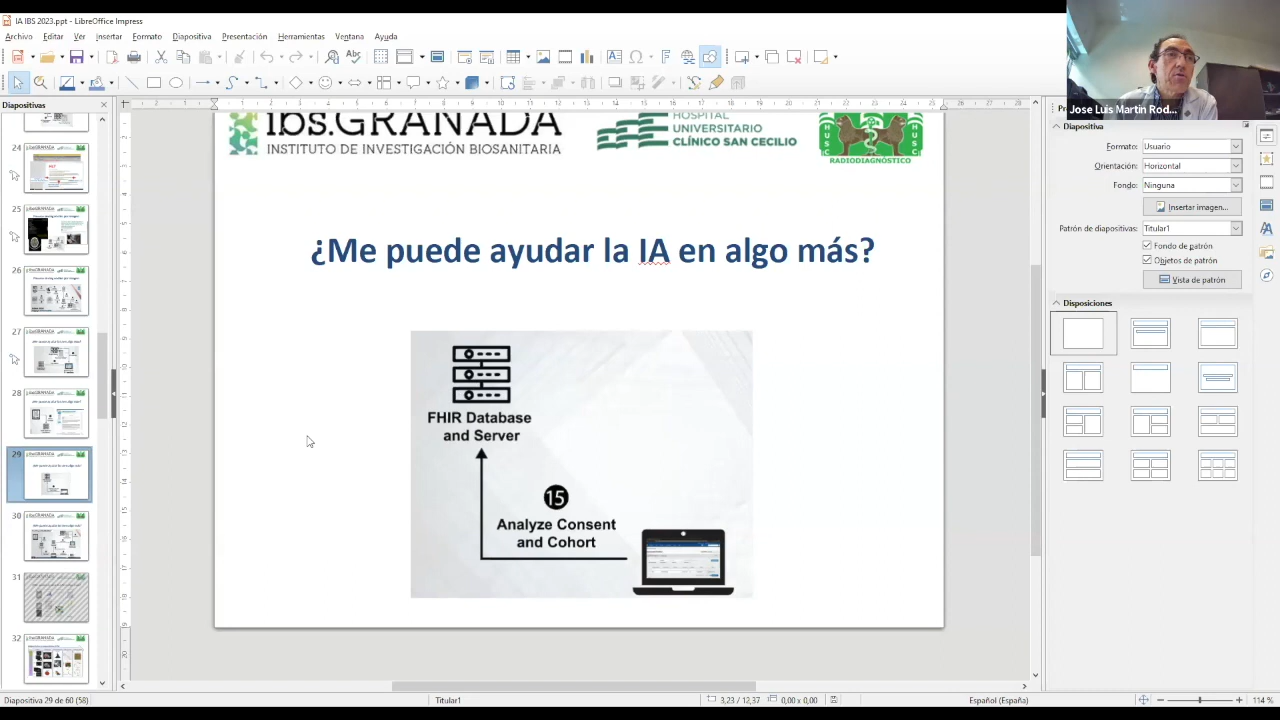 IA IBS 2023.ppt - LibreOffice Impress
Archivo Editar Ver Insertar Formato Diapositiva Presentación Herramientas Ventana Ayuda
Jose Luis Martín Rod...
Diapositivas
24
25
26
27
28
29
30
31
32
ibs.GRANADA
INSTITUTO DE INVESTIGACIÓN BIOSANITARIA
HOSPITAL
UNIVERSITARIO
CLÍNICO SAN CECILIO
HUSC
HUSC
RADIODIAGNÓSTICO
¿Me puede ayudar la IA en algo más?
FHIR Database
and Server
15
Analyze Consent
and Cohort
Diapositiva
Formato: Usuario
Orientación: Horizontal
Fondo: Ninguna
Insertar imagen...
Patrón de diapositivas: Titular1
Fondo de patrón
Objetos de patrón
Vista de patrón
Disposiciones
Diapositiva 29 de 60 (58)
Titular1
3,23 / 12,37
0,00 x 0,00
Español (España)
114 %